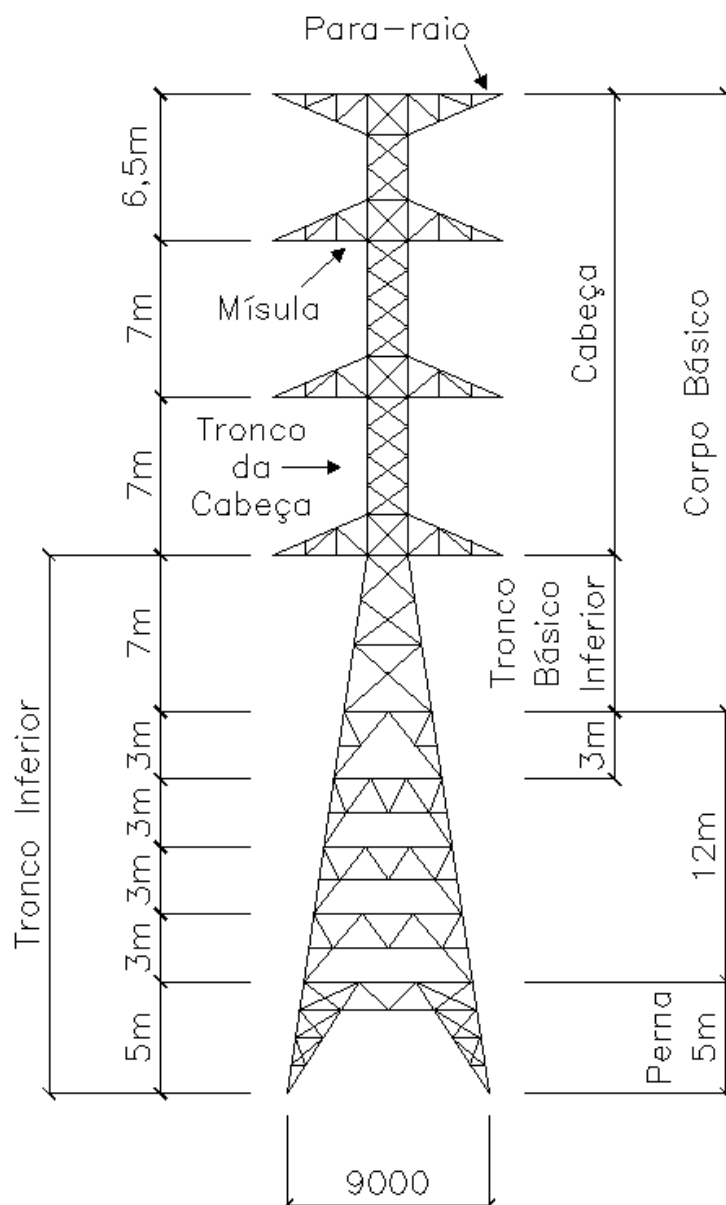 Para-raio
6,5m
Mísula
7m
Cabeça
Corpo Básico
Tronco
da
Cabeça
7m
Tronco
Básico
Inferior
7m
Tronco Inferior
3m
3m
3m
12m
3m
3m
5m
Perna
5m
9000